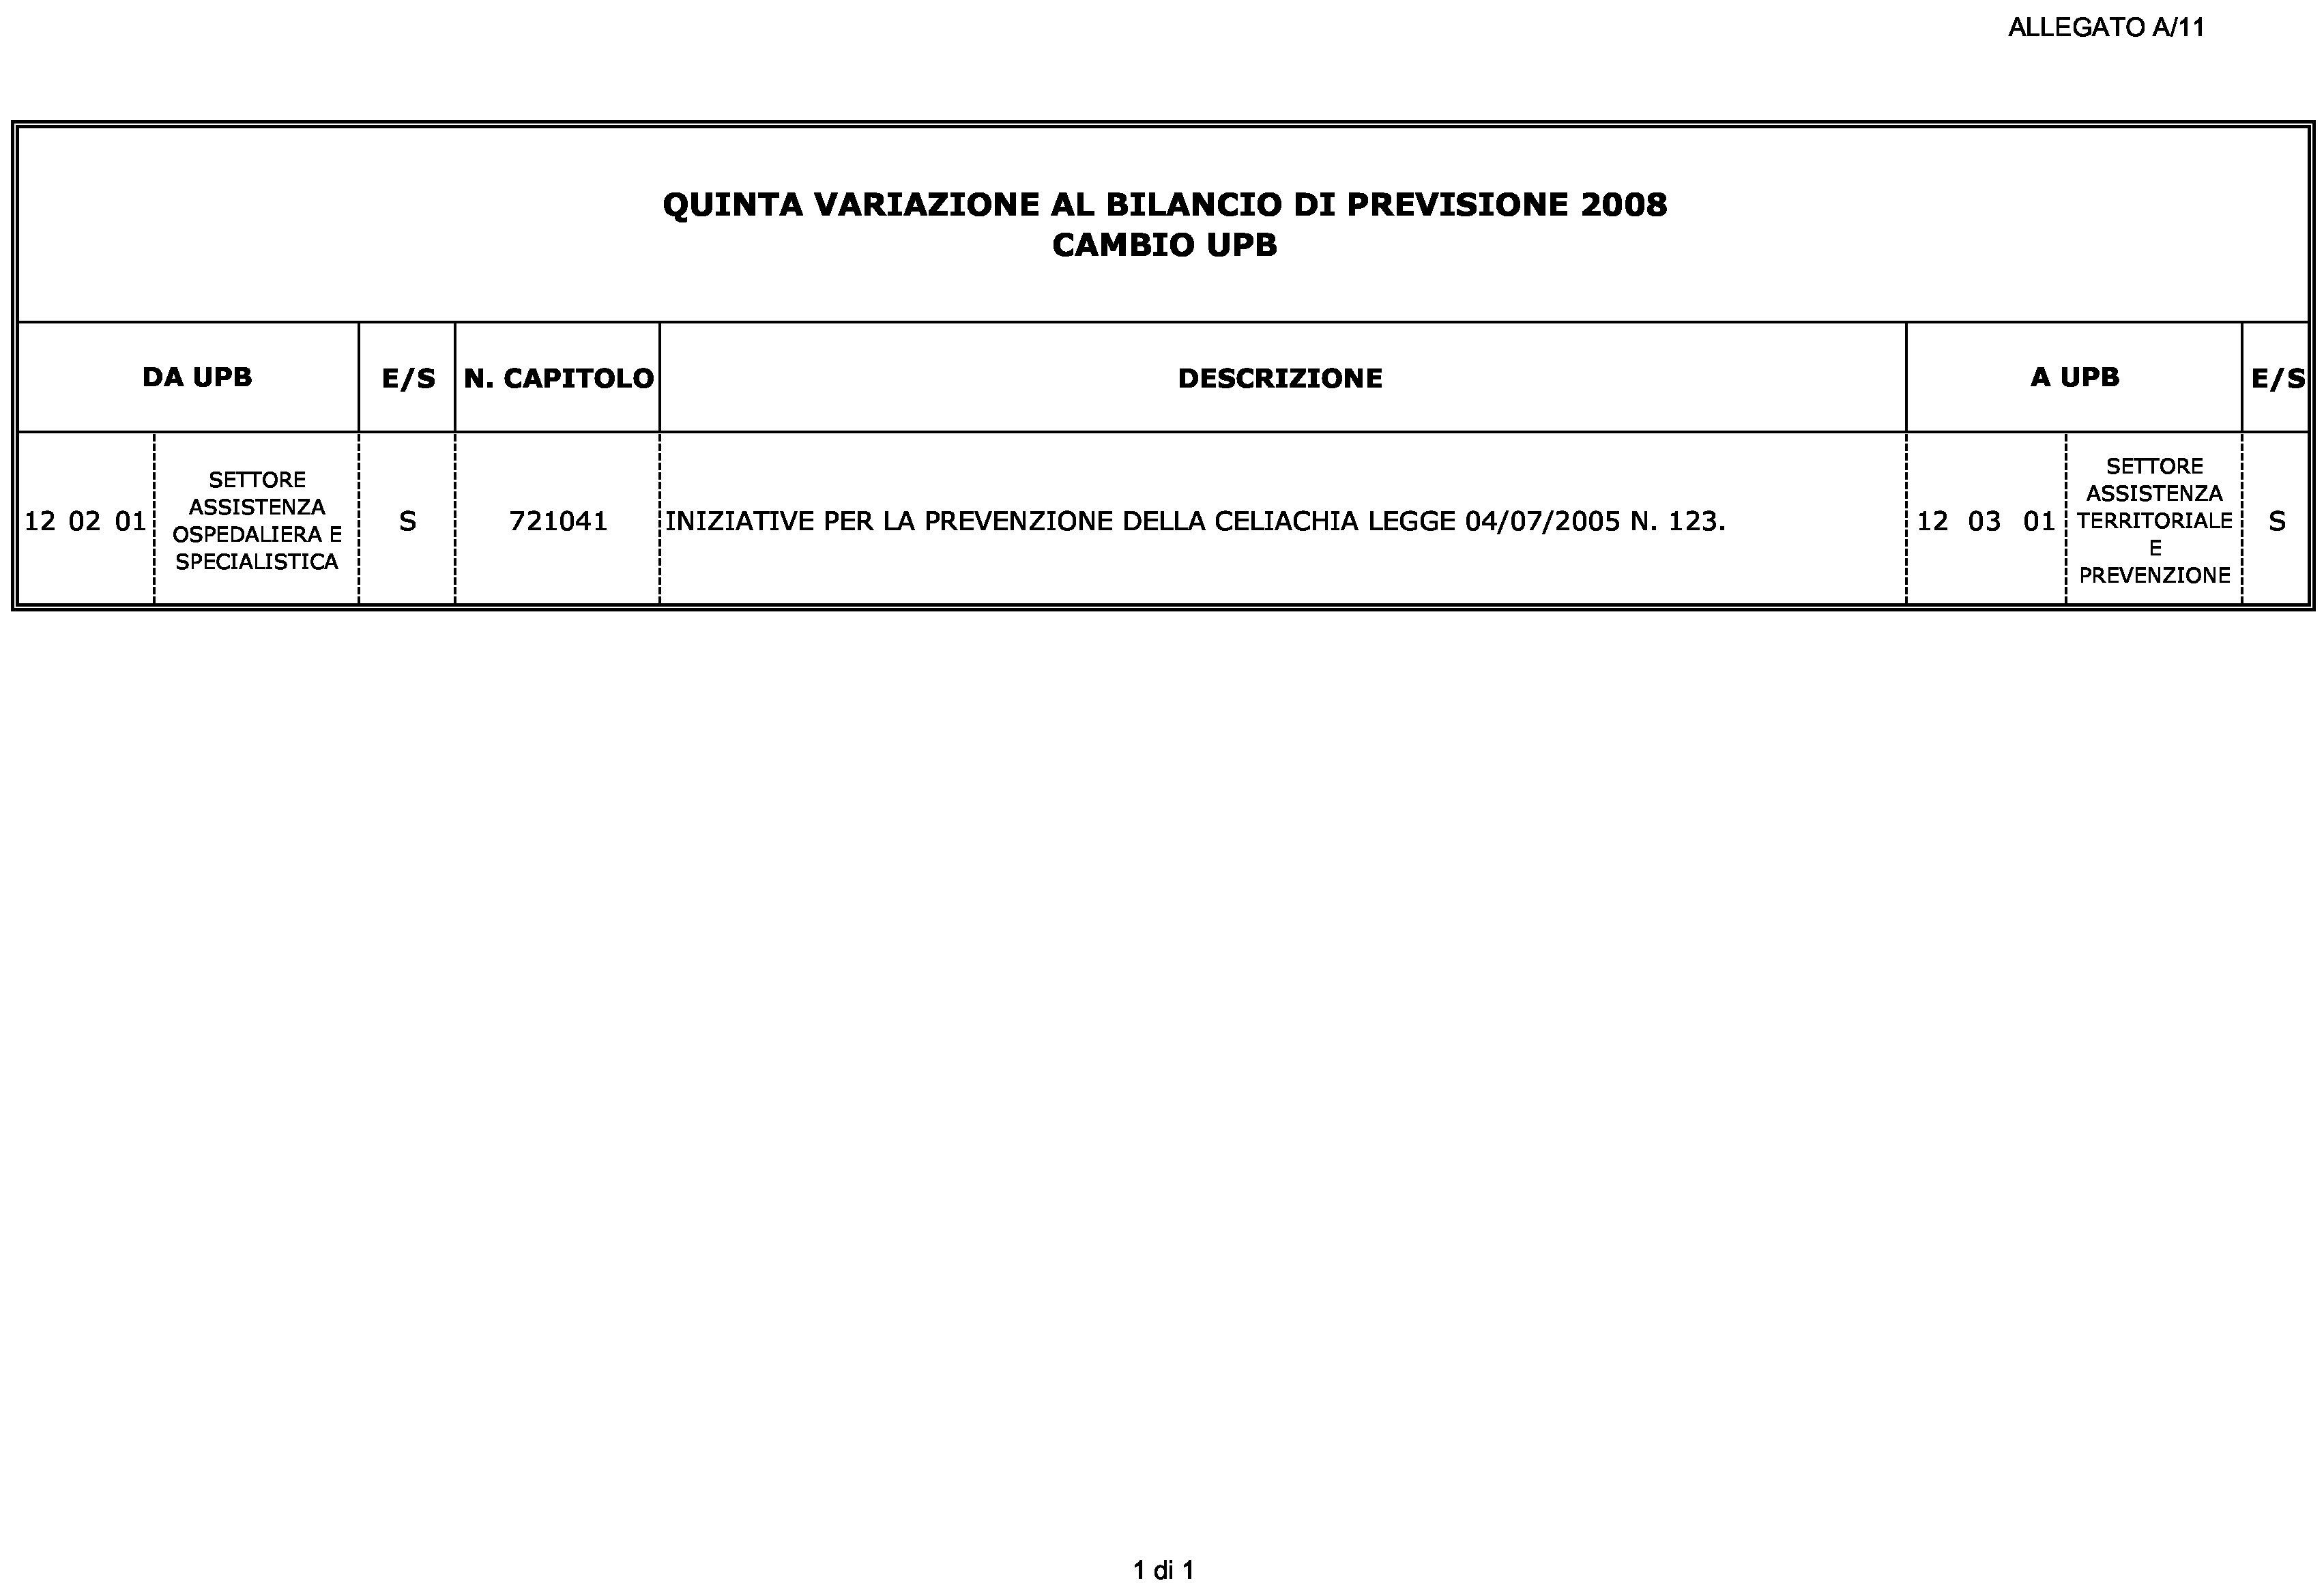 ALLEGATO A/11
QUINTA VARIAZIONE AL BILANCIO DI PREVISIONE 2008
CAMBIO UPB
DA UPB E/S N. CAPITOLO DESCRIZIONE A UPB E/S
12 02 01
SETTORE
ASSISTENZA
OSPEDALIERA E
SPECIALISTICA
S
721041
INIZIATIVE PER LA PREVENZIONE DELLA CELIACHIA LEGGE 04/07/2005 N. 123.
12 03 01
SETTORE
ASSISTENZA
TERRITORIALE
E
PREVENZIONE
S
1 di 1